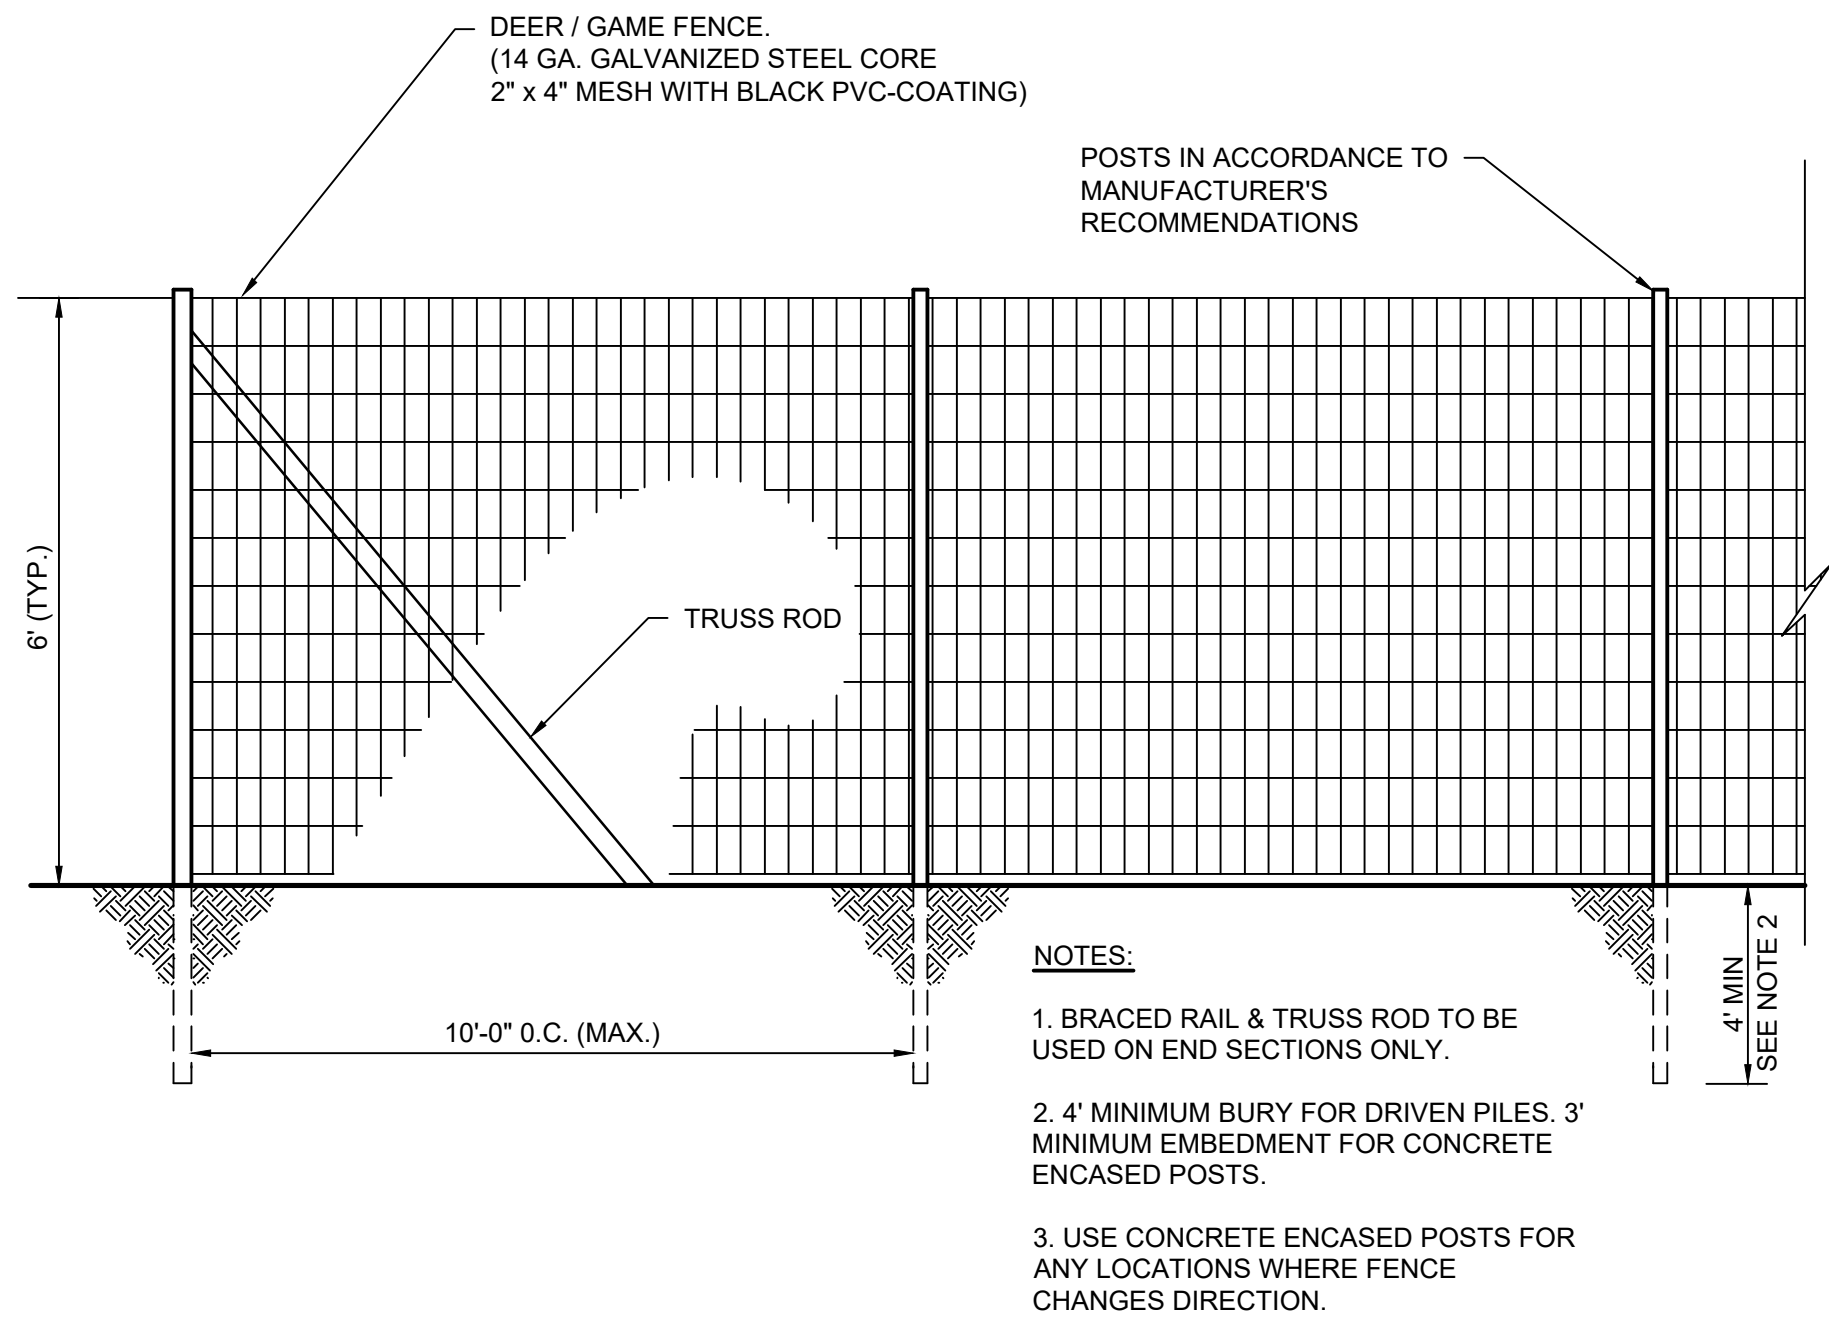 DEER / GAME FENCE.
(14 GA. GALVANIZED STEEL CORE
2" x 4" MESH WITH BLACK PVC-COATING)
POSTS IN ACCORDANCE TO
MANUFACTURER'S
RECOMMENDATIONS
6' (TYP.)
TRUSS ROD
10'-0" 0.C. (MAX.)
4' MIN
SEE NOTE 2
NOTES:
1. BRACED RAIL & TRUSS ROD TO BE
USED ON END SECTIONS ONLY.
2. 4' MINIMUM BURY FOR DRIVEN PILES. 3'
MINIMUM EMBEDMENT FOR CONCRETE
ENCASED POSTS.
3. USE CONCRETE ENCASED POSTS FOR
ANY LOCATIONS WHERE FENCE
CHANGES DIRECTION.